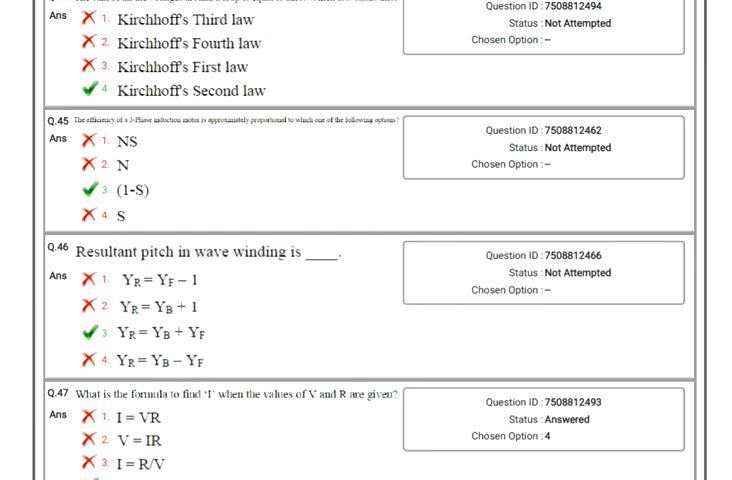 Question ID : 7508812494
Ans
1. Kirchhoff's Third law
Status : Not Attempted
2. Kirchhoff's Fourth law
Chosen Option : --
3. Kirchhoff's First law
4. Kirchhoff's Second law
Q.45 The efficiency of a 3-Phase induction motor is approximately proportional to which one of the following options?
Question ID : 7508812462
Ans
1. NS
Status : Not Attempted
2. N
Chosen Option : --
3. (1-S)
4. S
Q.46 Resultant pitch in wave winding is ____.
Question ID : 7508812466
Ans
1. YR = YF − 1
Status : Not Attempted
Chosen Option : --
2. YR = YB + 1
3. YR = YB + YF
4. YR = YB − YF
Q.47 What is the formula to find ‘I’ when the values of V and R are given?
Question ID : 7508812493
Ans
1. I = VR
Status : Answered
2. V = IR
Chosen Option : 4
3. I = R/V